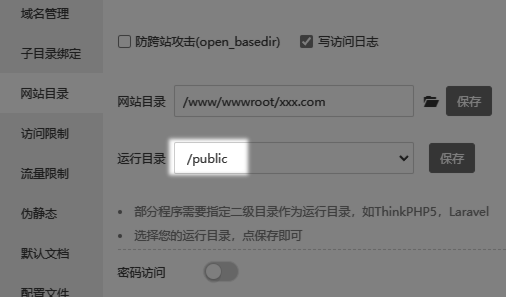 域名管理
子目录绑定
网站目录
访问限制
流量限制
伪静态
默认文档
配置文件
防跨站攻击(open_basedir) 写访问日志
网站目录 /www/wwwroot/xxx.com 保存
运行目录 /public 保存
部分程序需要指定二级目录作为运行目录，如ThinkPHP5，Laravel
选择您的运行目录，点保存即可
密码访问